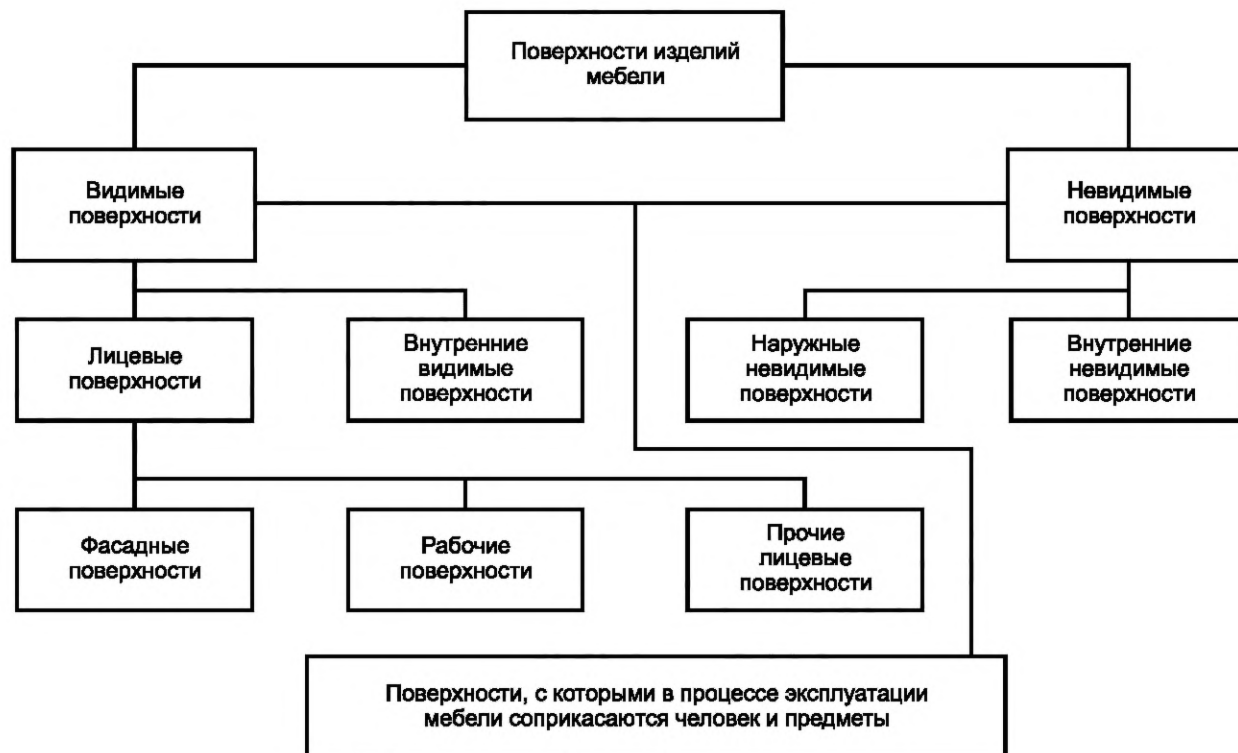 Поверхности изделий
мебели
Видимые
поверхности
Невидимые
поверхности
Лицевые
поверхности
Внутренние
видимые
поверхности
Наружные
невидимые
поверхности
Внутренние
невидимые
поверхности
Фасадные
поверхности
Рабочие
поверхности
Прочие
лицевые
поверхности
Поверхности, с которыми в процессе эксплуатации
мебели соприкасаются человек и предметы